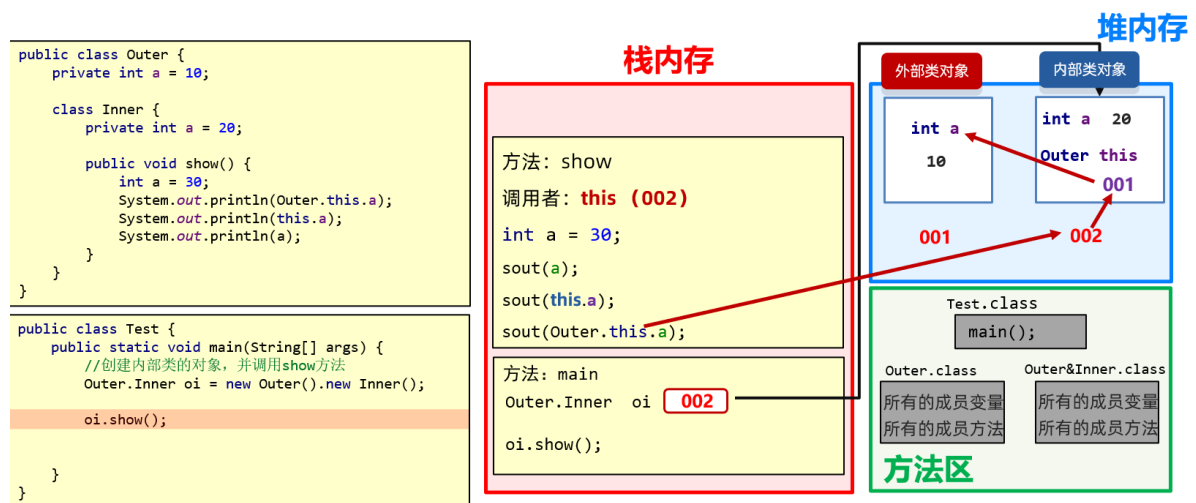 public class Outer {
    private int a = 10;
    class Inner {
        private int a = 20;
        public void show() {
            int a = 30;
            System.out.println(Outer.this.a);
            System.out.println(this.a);
            System.out.println(a);
        }
    }
}
public class Test {
    public static void main(String[] args) {
        //创建内部类的对象，并调用show方法
        Outer.Inner oi = new Outer().new Inner();
        oi.show();
    }
}
栈内存
方法：show
调用者：this (002)
int a = 30;
sout(a);
sout(this.a);
sout(Outer.this.a);
方法：main
Outer.Inner oi 002
oi.show();
堆内存
外部类对象
int a
10
001
内部类对象
int a 20
Outer this
001
002
Test.class
main();
Outer.class
所有的成员变量
所有的成员方法
Outer&Inner.class
所有的成员变量
所有的成员方法
方法区